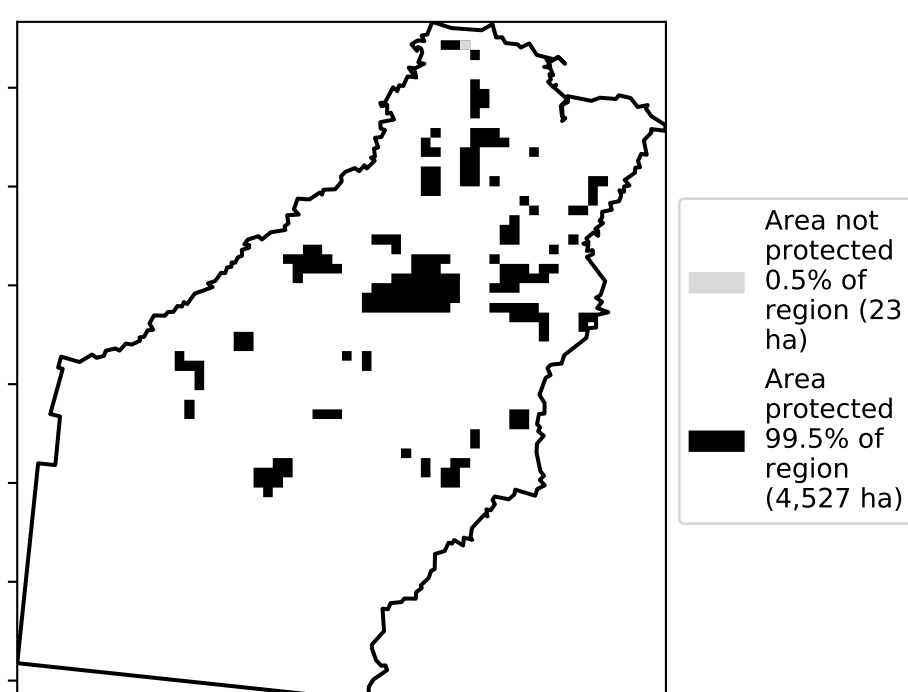 Area not
protected
0.5% of
region (23
ha)
Area
protected
99.5% of
region
(4,527 ha)